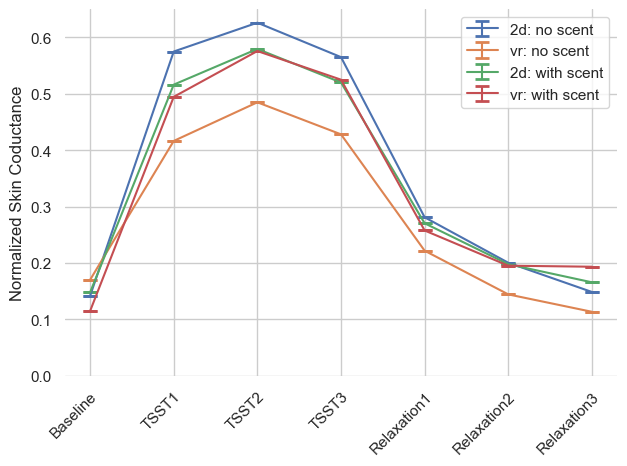 Normalized Skin Coductance
0.6
0.5
0.4
0.3
0.2
0.1
0.0
2d: no scent
vr: no scent
2d: with scent
vr: with scent
Baseline
TSST1
TSST2
TSST3
Relaxation1
Relaxation2
Relaxation3